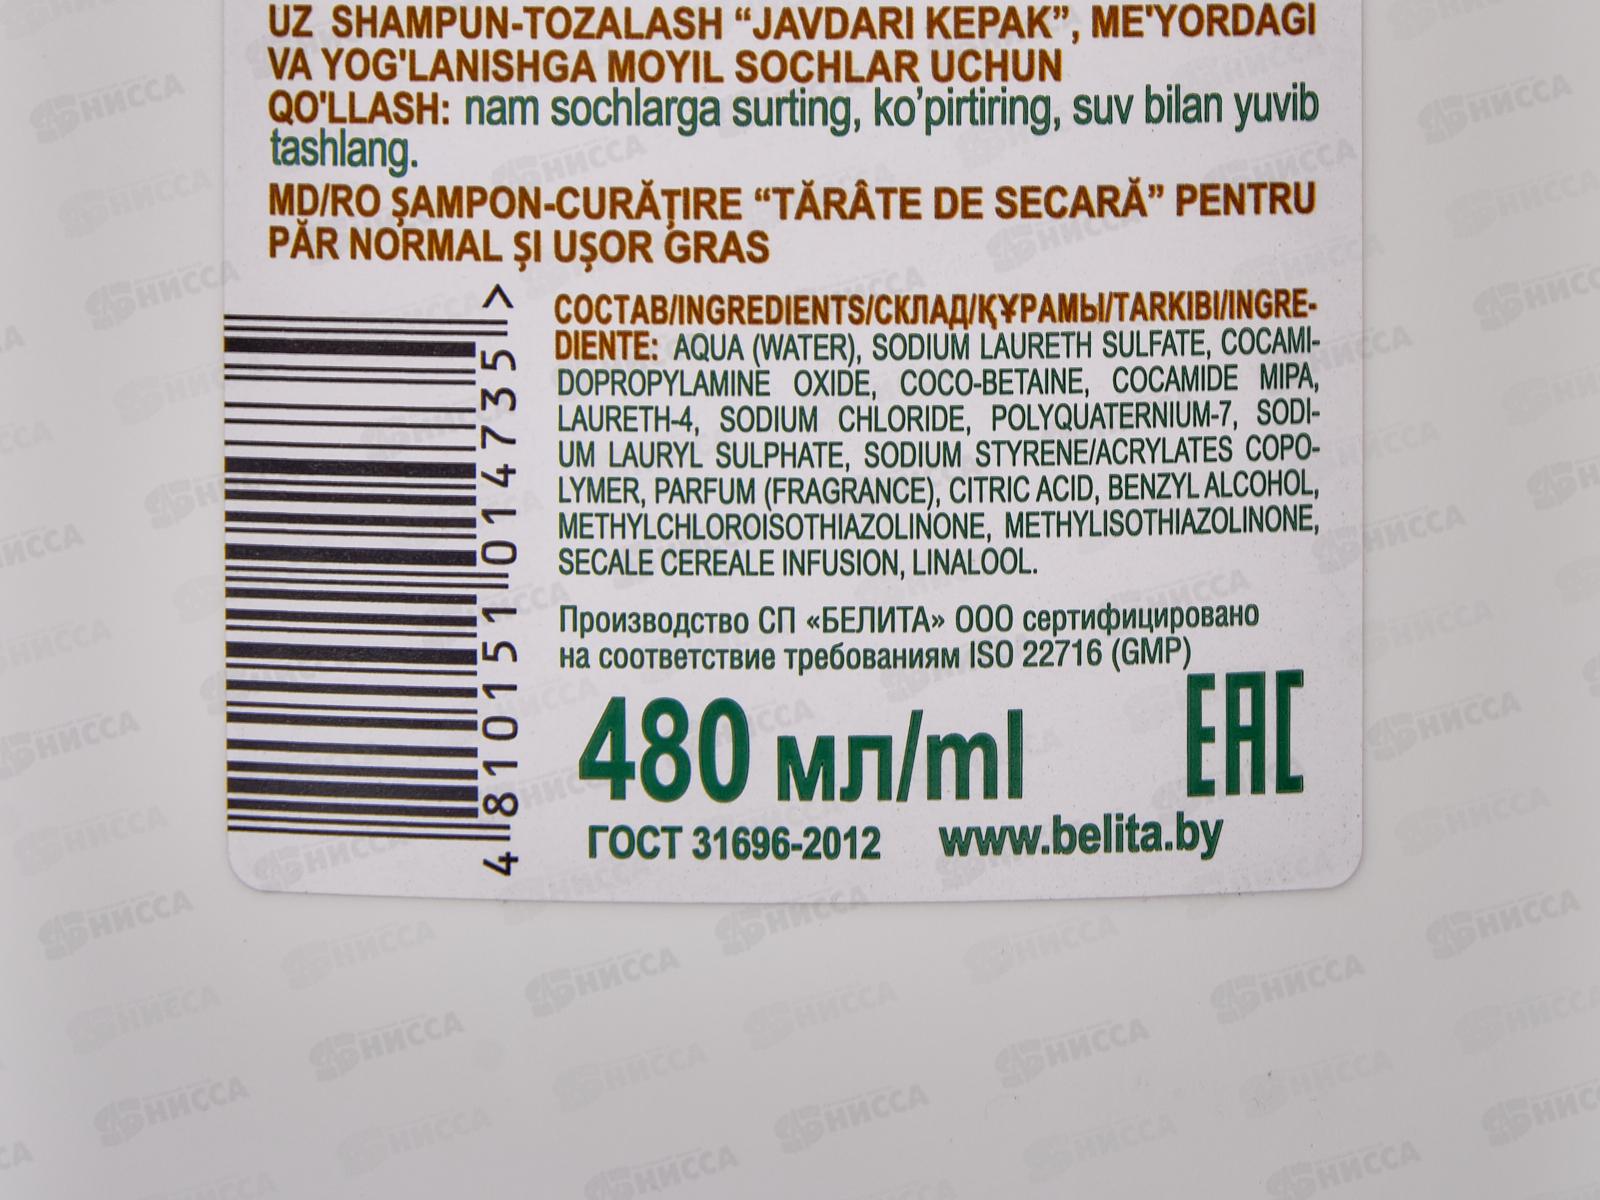 UZ SHAMPUN-TOZALASH “JAVDARI KEPAK”, ME'YORDAGI
VA YOG'LANISHGA MOYIL SOCHLAR UCHUN
QO'LLASH: nam sochlarga surting, ko’pirtiring, suv bilan yuvib
tashlang.
MD/RO ŞAMPON-CURĂŢIRE “TĂRÂTE DE SECARĂ” PENTRU
PĂR NORMAL ŞI UŞOR GRAS
СОСТАВ/INGREDIENTS/СКЛАД/ҚҰРАМЫ/TARKIBI/INGRE-
DIENTE: AQUA (WATER), SODIUM LAURETH SULFATE, COCAMI-
DOPROPYLAMINE OXIDE, COCO-BETAINE, COCAMIDE MIPA,
LAURETH-4, SODIUM CHLORIDE, POLYQUATERNIUM-7, SODI-
UM LAURYL SULPHATE, SODIUM STYRENE/ACRYLATES COPO-
LYMER, PARFUM (FRAGRANCE), CITRIC ACID, BENZYL ALCOHOL,
METHYLCHLOROISOTHIAZOLINONE, METHYLISOTHIAZOLINONE,
SECALE CEREALE INFUSION, LINALOOL.
Производство СП «БЕЛИТА» ООО сертифицировано
на соответствие требованиям ISO 22716 (GMP)
480 мл/ml
EAC
ГОСТ 31696-2012 www.belita.by
4 810151 014735 >
НИССА